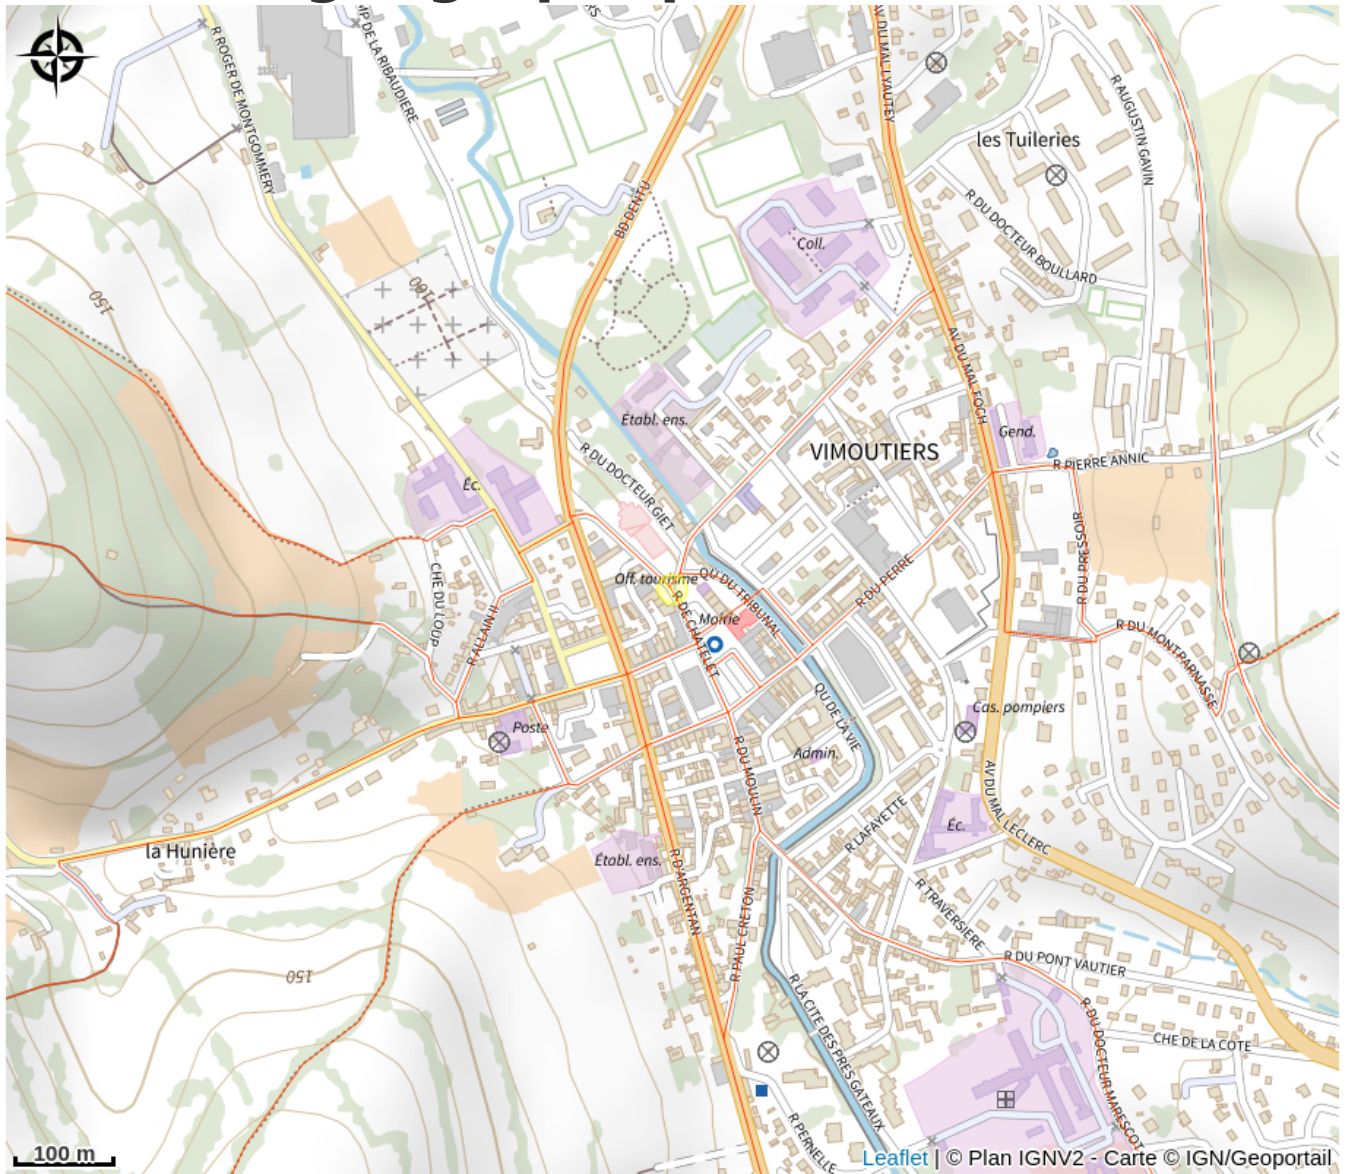 R ROGER DE MONTGOMMERY
MP DE LA RIBAUDIERE
BD DENTU
AV DU MAL LYAUTEY
R AUGUSTIN GAVIN
les Tuileries
R DU DOCTEUR BOULLARD
Coll.
150
100
AV DU MAL FOCH
Établ. ens.
Gend.
VIMOUTIERS
R PIERRE ANNIC
R DU DOCTEUR GIET
Éc.
R DU PRESSOIR
CHE DU LOUP
R ALLAIN II
Off. tourisme
QU DU TRIBUNAL
R DU PERRE
R DE CHATELET
Mairie
R DU MONTPARNASSE
QU DE LA VIE
Cas. pompiers
Poste
R DU MOULIN
Admin.
AV DU MAL LECLERC
R LAFAYETTE
Éc.
la Hunière
Établ. ens.
R D'ARGENTAN
R PAUL CRETON
R TRAVERSIERE
R DU PONT VAUTIER
150
R LA CITE DES PRES GATEAUX
R DU DOCTEUR MARESCOT
CHE DE LA COTE
R PERNELLE
100 m
Leaflet | © Plan IGNV2 - Carte © IGN/Geoportail